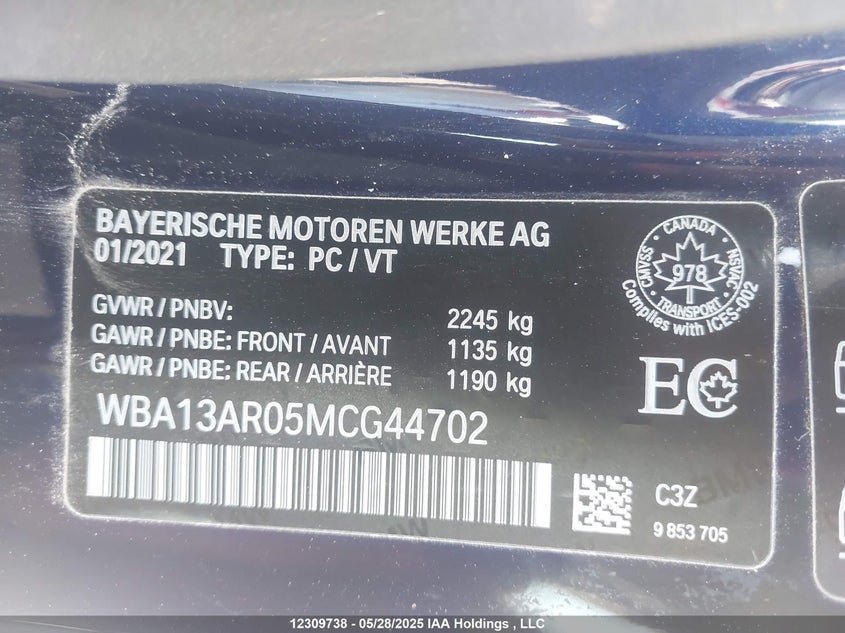 BAYERISCHE MOTOREN WERKE AG
01/2021 TYPE: PC / VT
GVWR / PNBV: 2245 kg
GAWR / PNBE: FRONT / AVANT 1135 kg
GAWR / PNBE: REAR / ARRIÈRE 1190 kg
WBA13AR05MCG44702
CANADA
CMVSS 978 NSVAC
TRANSPORT
Complies with ICES-002
EC
C3Z
9 853 705
12309738 - 05/28/2025 IAA Holdings , LLC